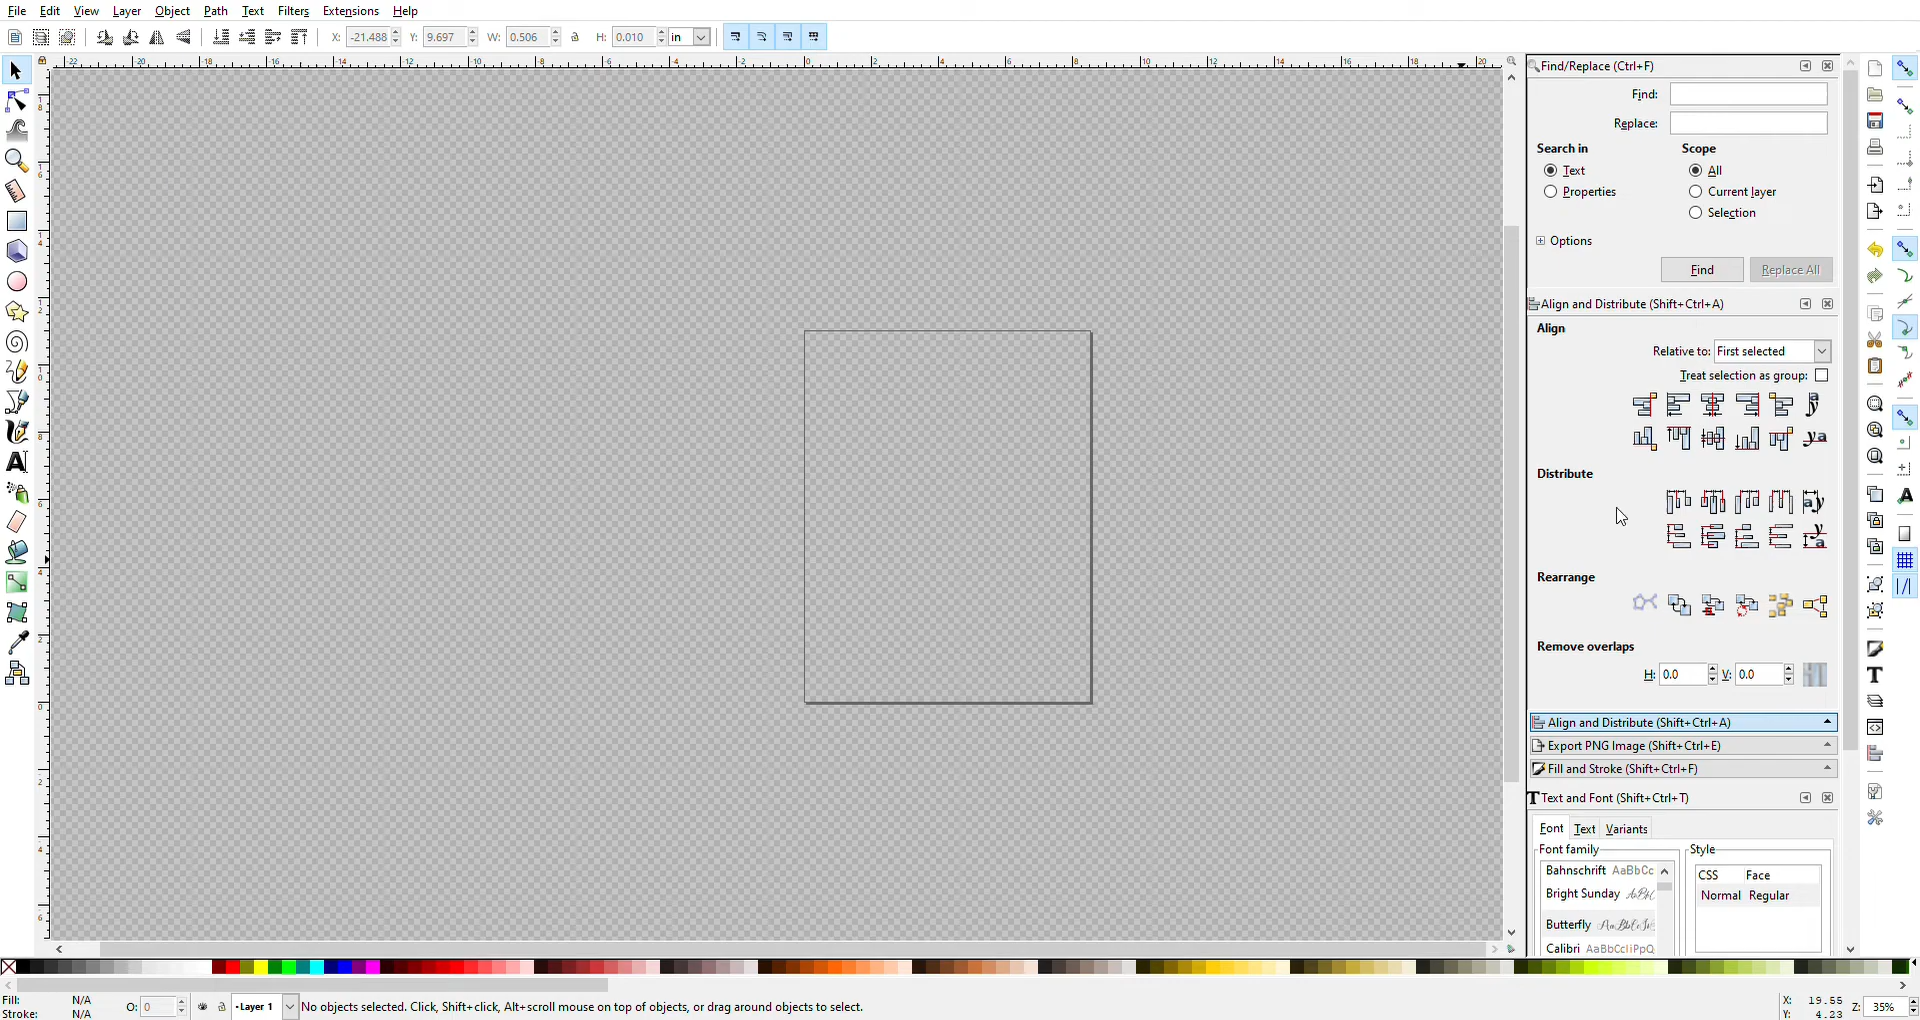 File Edit View Layer Object Path Text Filters Extensions Help
X: -21.488 Y: 9.697 W: 0.506 H: 0.010 in
Find/Replace (Ctrl+F)
Find:
Replace:
Search in Scope
Text All
Properties Current layer
Selection
Options
Find Replace All
Align and Distribute (Shift+Ctrl+A)
Align
Relative to: First selected
Treat selection as group:
Distribute
Rearrange
Remove overlaps
H: 0.0 V: 0.0
Align and Distribute (Shift+Ctrl+A)
Export PNG Image (Shift+Ctrl+E)
Fill and Stroke (Shift+Ctrl+F)
Text and Font (Shift+Ctrl+T)
Font Text Variants
Font family Style
Bahnschrift AaBbCc CSS Face
Bright Sunday Normal Regular
Butterfly
Calibri AaBbCcIiPpQ
Fill: N/A O: 0 •Layer 1 No objects selected. Click, Shift+click, Alt+scroll mouse on top of objects, or drag around objects to select. X: 19.55 Z: 35%
Stroke: N/A Y: 4.23